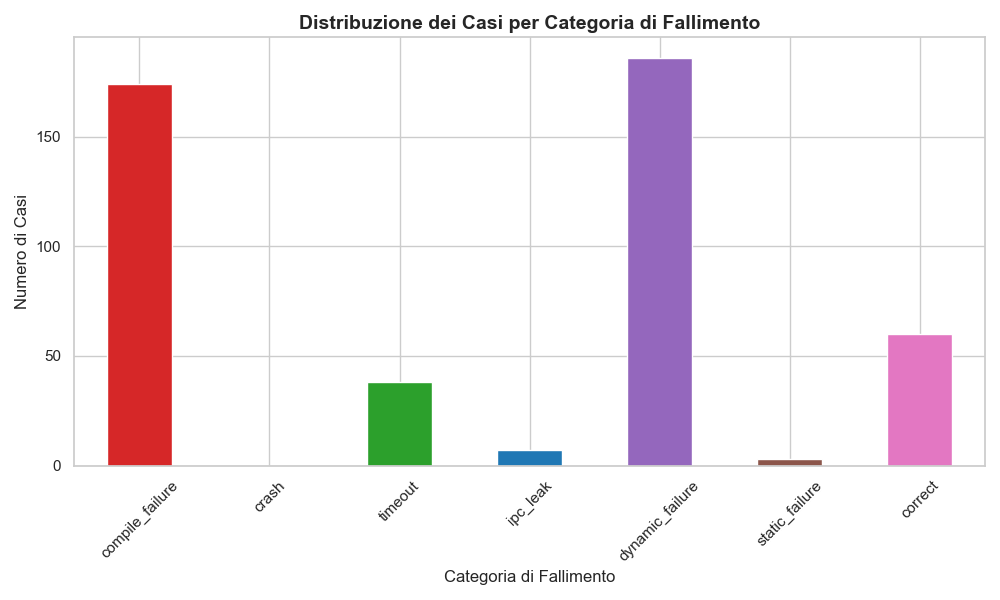 Distribuzione dei Casi per Categoria di Fallimento
Numero di Casi
150
100
50
0
compile_failure
crash
timeout
ipc_leak
dynamic_failure
static_failure
correct
Categoria di Fallimento